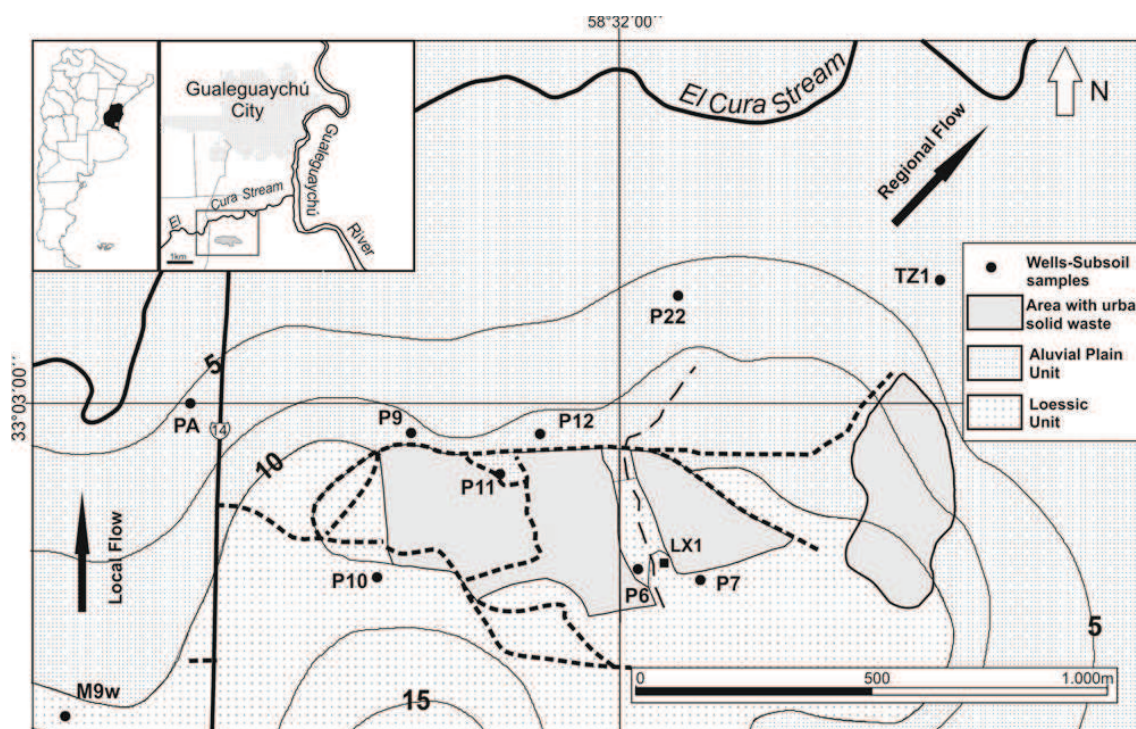 58°32´00´´
33°03´00´´
Gualeguaychú
City
Gualeguaychú
River
El Cura Stream
1km
El Cura Stream
N
Regional Flow
Wells-Subsoil
samples
Area with urba
solid waste
Aluvial Plain
Unit
Loessic
Unit
TZ1
P22
5
PA
14
P9
P12
10
P11
LX1
P10
P6
P7
Local Flow
5
M9w
15
0
500
1.000m